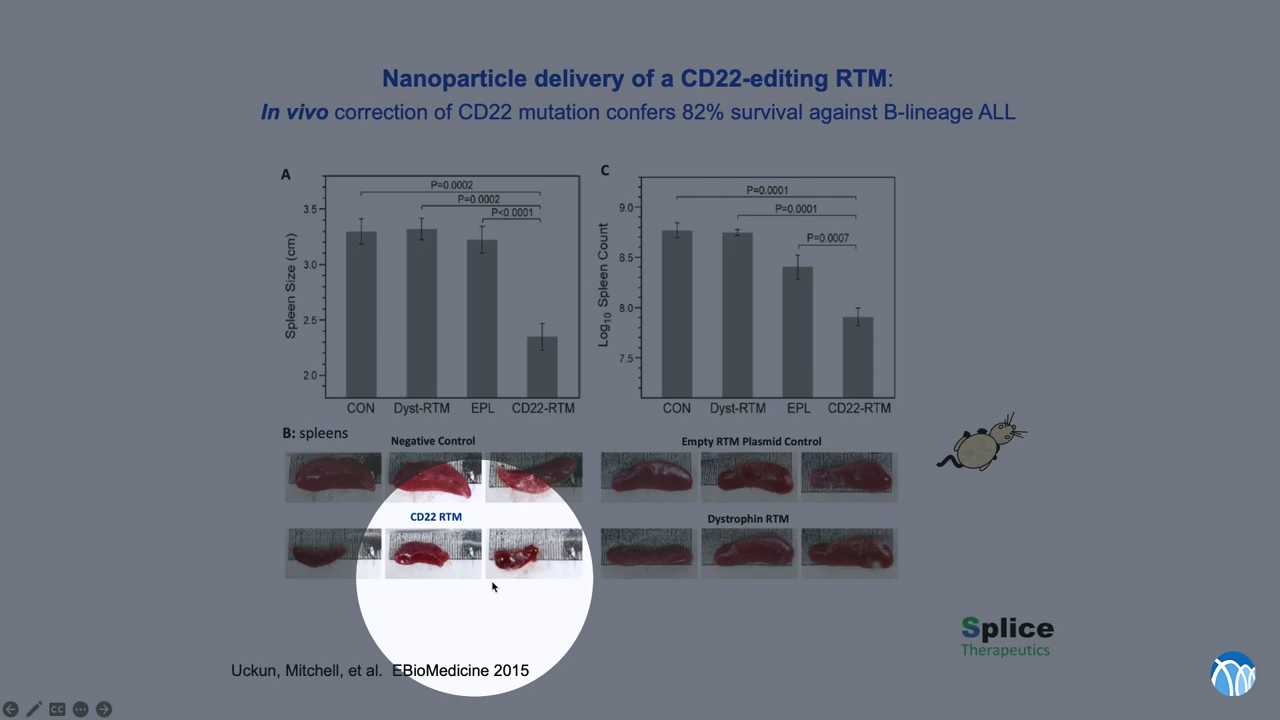 Nanoparticle delivery of a CD22-editing RTM:
In vivo correction of CD22 mutation confers 82% survival against B-lineage ALL
A
P=0.0002
P=0.0002
P<0.0001
3.5
3.0
2.5
2.0
Spleen Size (cm)
CON Dyst-RTM EPL CD22-RTM
C
P=0.0001
P=0.0001
P=0.0007
9.0
8.5
8.0
7.5
Log10 Spleen Count
CON Dyst-RTM EPL CD22-RTM
B: spleens
Negative Control
Empty RTM Plasmid Control
CD22 RTM
Dystrophin RTM
Splice
Therapeutics
Uckun, Mitchell, et al. EBioMedicine 2015
CC